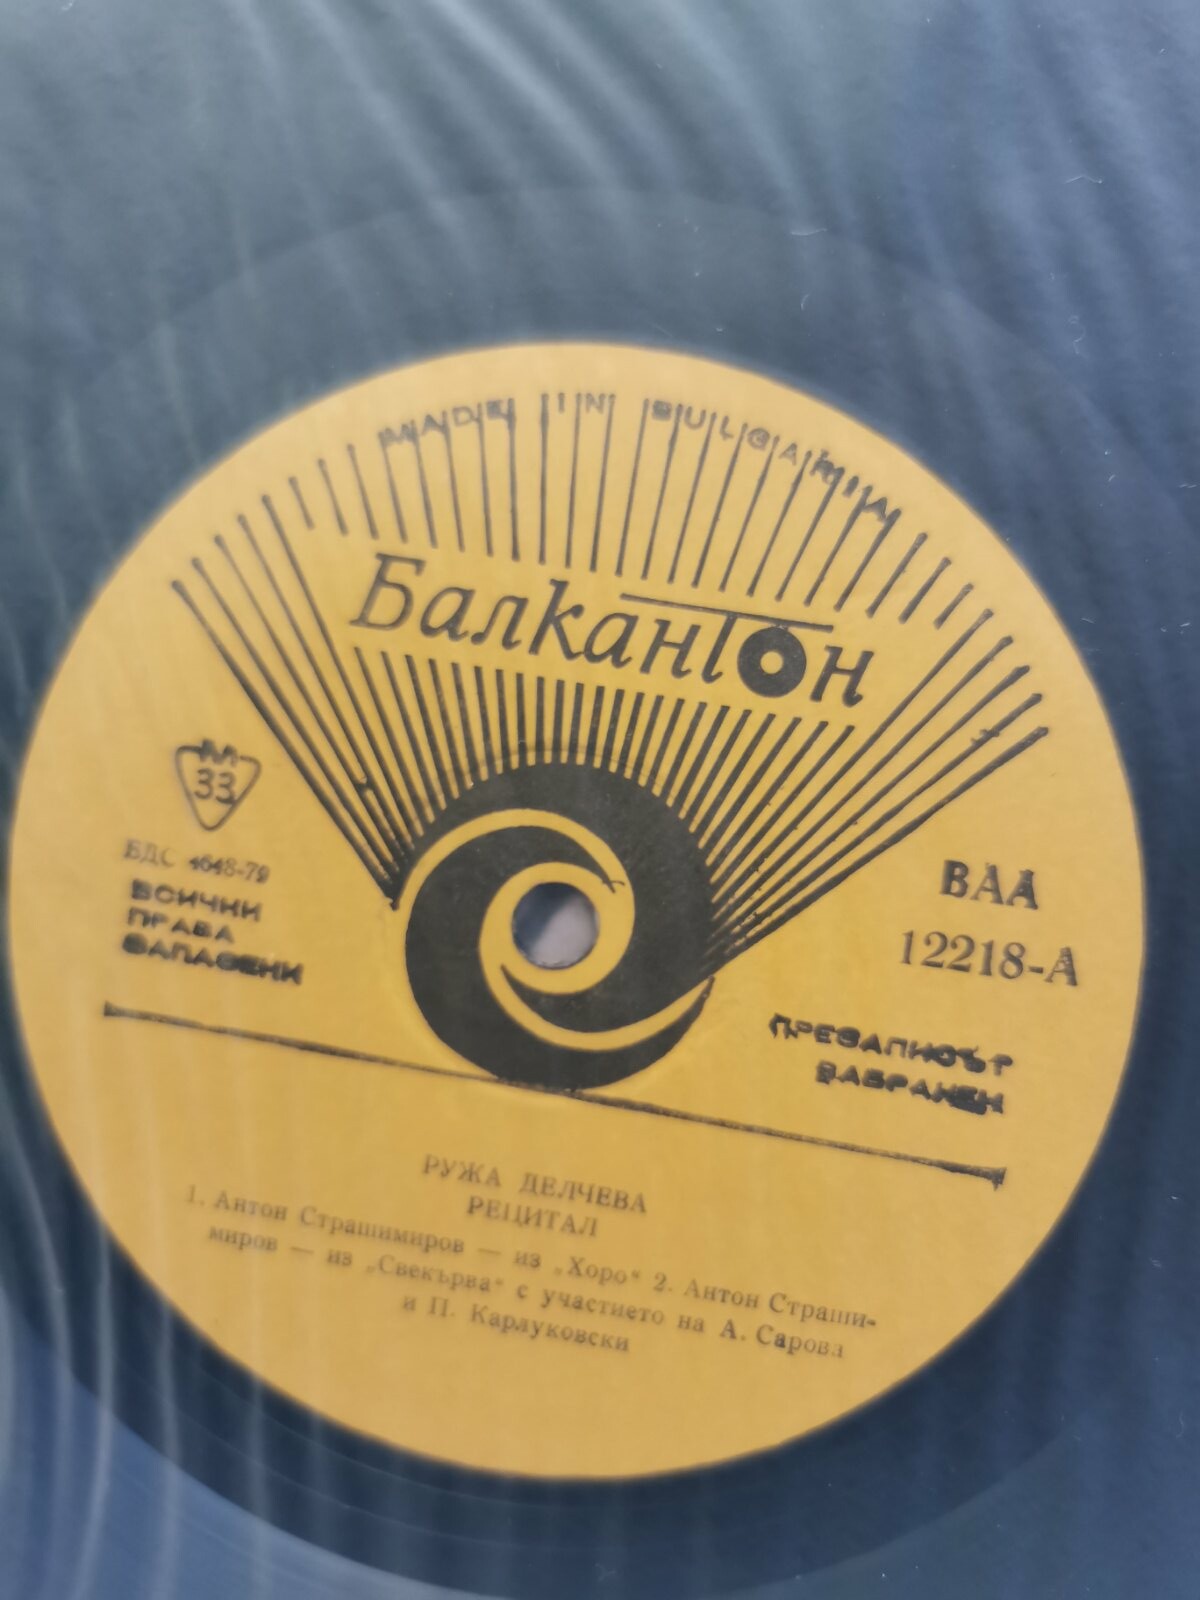 MADE IN BULGARIA
Балкантон
М
33
БДС 4648-79
ВСИЧНИ
ПРАВА
ЗАПАЗЕНИ
ВАА
12218-А
ПРЕЗАПИСЪТ
ЗАБРАНЕН
РУЖА ДЕЛЧЕВА
РЕЦИТАЛ
1. Антон Страшимиров — из „Хоро“ 2. Антон Страши-
миров — из „Свекърва“ с участието на А. Сарова
и П. Карлуковски